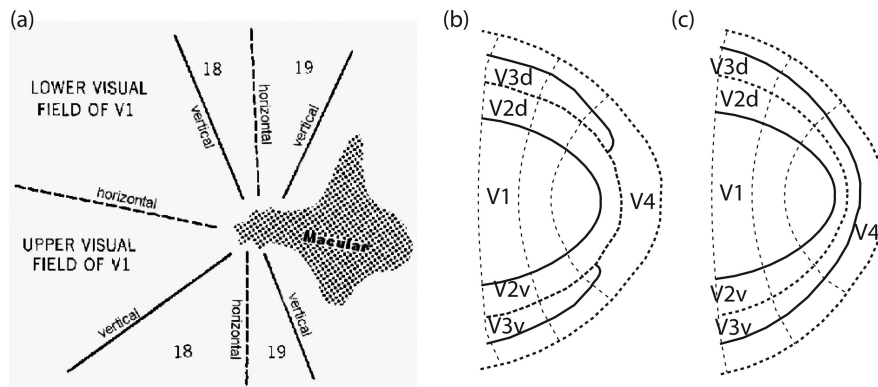 (a)
18
19
LOWER VISUAL
FIELD OF V1
vertical
horizontal
vertical
horizontal
Macular
UPPER VISUAL
FIELD OF V1
vertical
horizontal
vertical
18
19
(b)
V3d
V2d
V1
V4
V2v
V3v
(c)
V3d
V2d
V1
V4
V2v
V3v